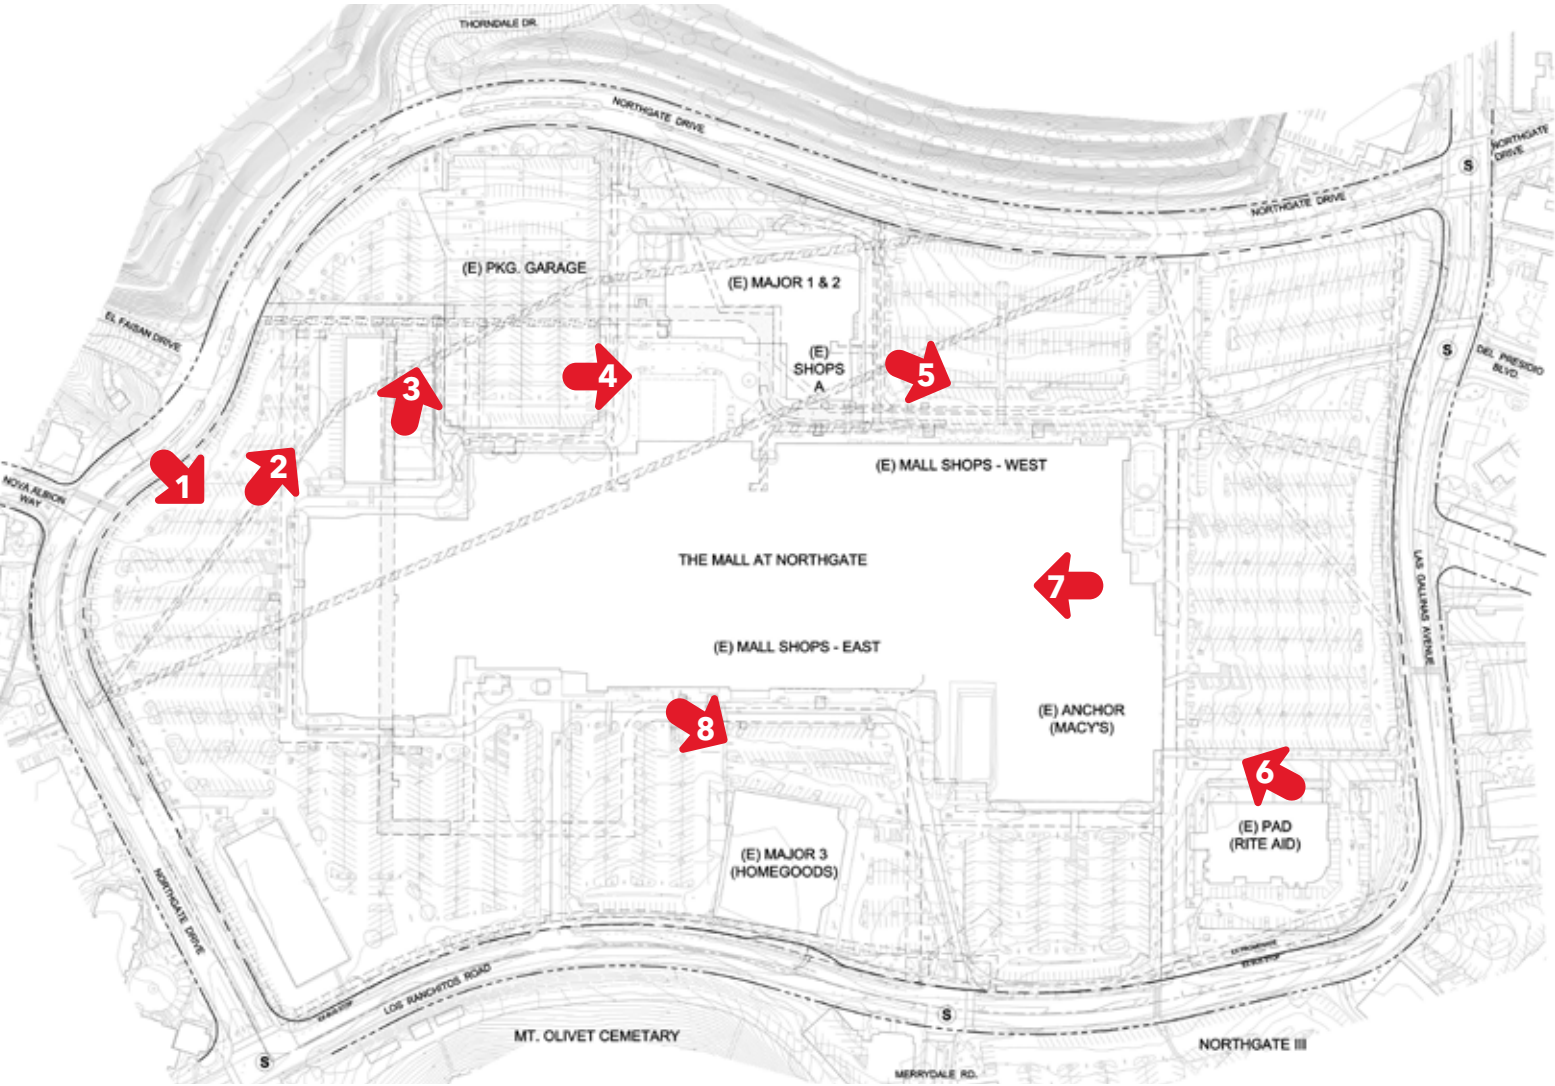 THORNDALE DR.
NORTHGATE DRIVE
NORTHGATE
DRIVE
S
NORTHGATE DRIVE
(E) PKG. GARAGE
(E) MAJOR 1 & 2
EL FAISAN DRIVE
S
DEL PRESIDIO
BLVD.
(E)
SHOPS
A
3
4
5
2
1
NOVA ALBION
WAY
(E) MALL SHOPS - WEST
THE MALL AT NORTHGATE
7
LAS GALLINAS AVENUE
(E) MALL SHOPS - EAST
8
(E) ANCHOR
(MACY'S)
6
(E) PAD
(RITE AID)
(E) MAJOR 3
(HOMEGOODS)
NORTHGATE DRIVE
LOS RANCHITOS ROAD
S
MT. OLIVET CEMETARY
NORTHGATE III
S
MERRYDALE RD.